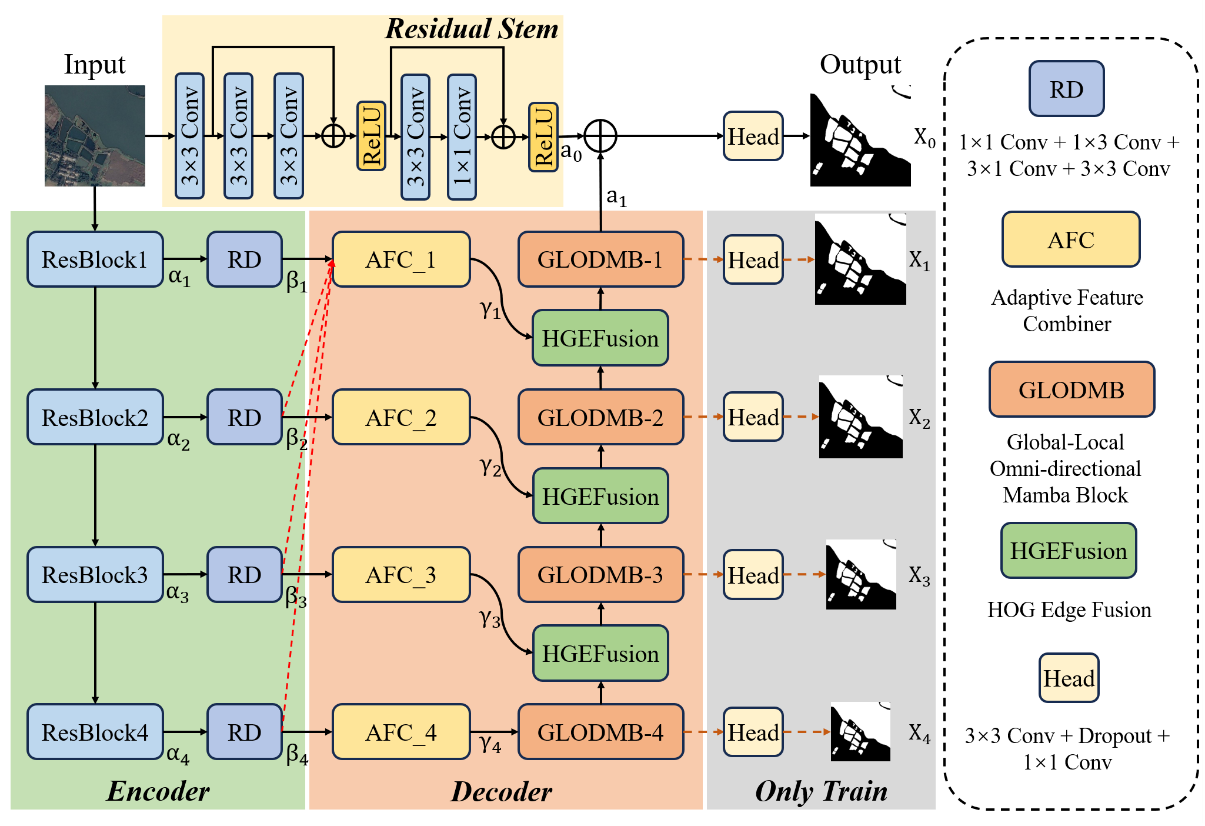 Residual Stem
Input
3×3 Conv
3×3 Conv
3×3 Conv
ReLU
3×3 Conv
1×1 Conv
ReLU
a₀
Head
Output
X₀
a₁
ResBlock1
α₁
RD
β₁
AFC_1
γ₁
GLODMB-1
Head
X₁
HGEFusion
ResBlock2
α₂
RD
β₂
AFC_2
γ₂
GLODMB-2
Head
X₂
HGEFusion
ResBlock3
α₃
RD
β₃
AFC_3
γ₃
GLODMB-3
Head
X₃
HGEFusion
ResBlock4
α₄
RD
β₄
AFC_4
γ₄
GLODMB-4
Head
X₄
Encoder
Decoder
Only Train
RD
1×1 Conv + 1×3 Conv +
3×1 Conv + 3×3 Conv
AFC
Adaptive Feature
Combiner
GLODMB
Global-Local
Omni-directional
Mamba Block
HGEFusion
HOG Edge Fusion
Head
3×3 Conv + Dropout +
1×1 Conv